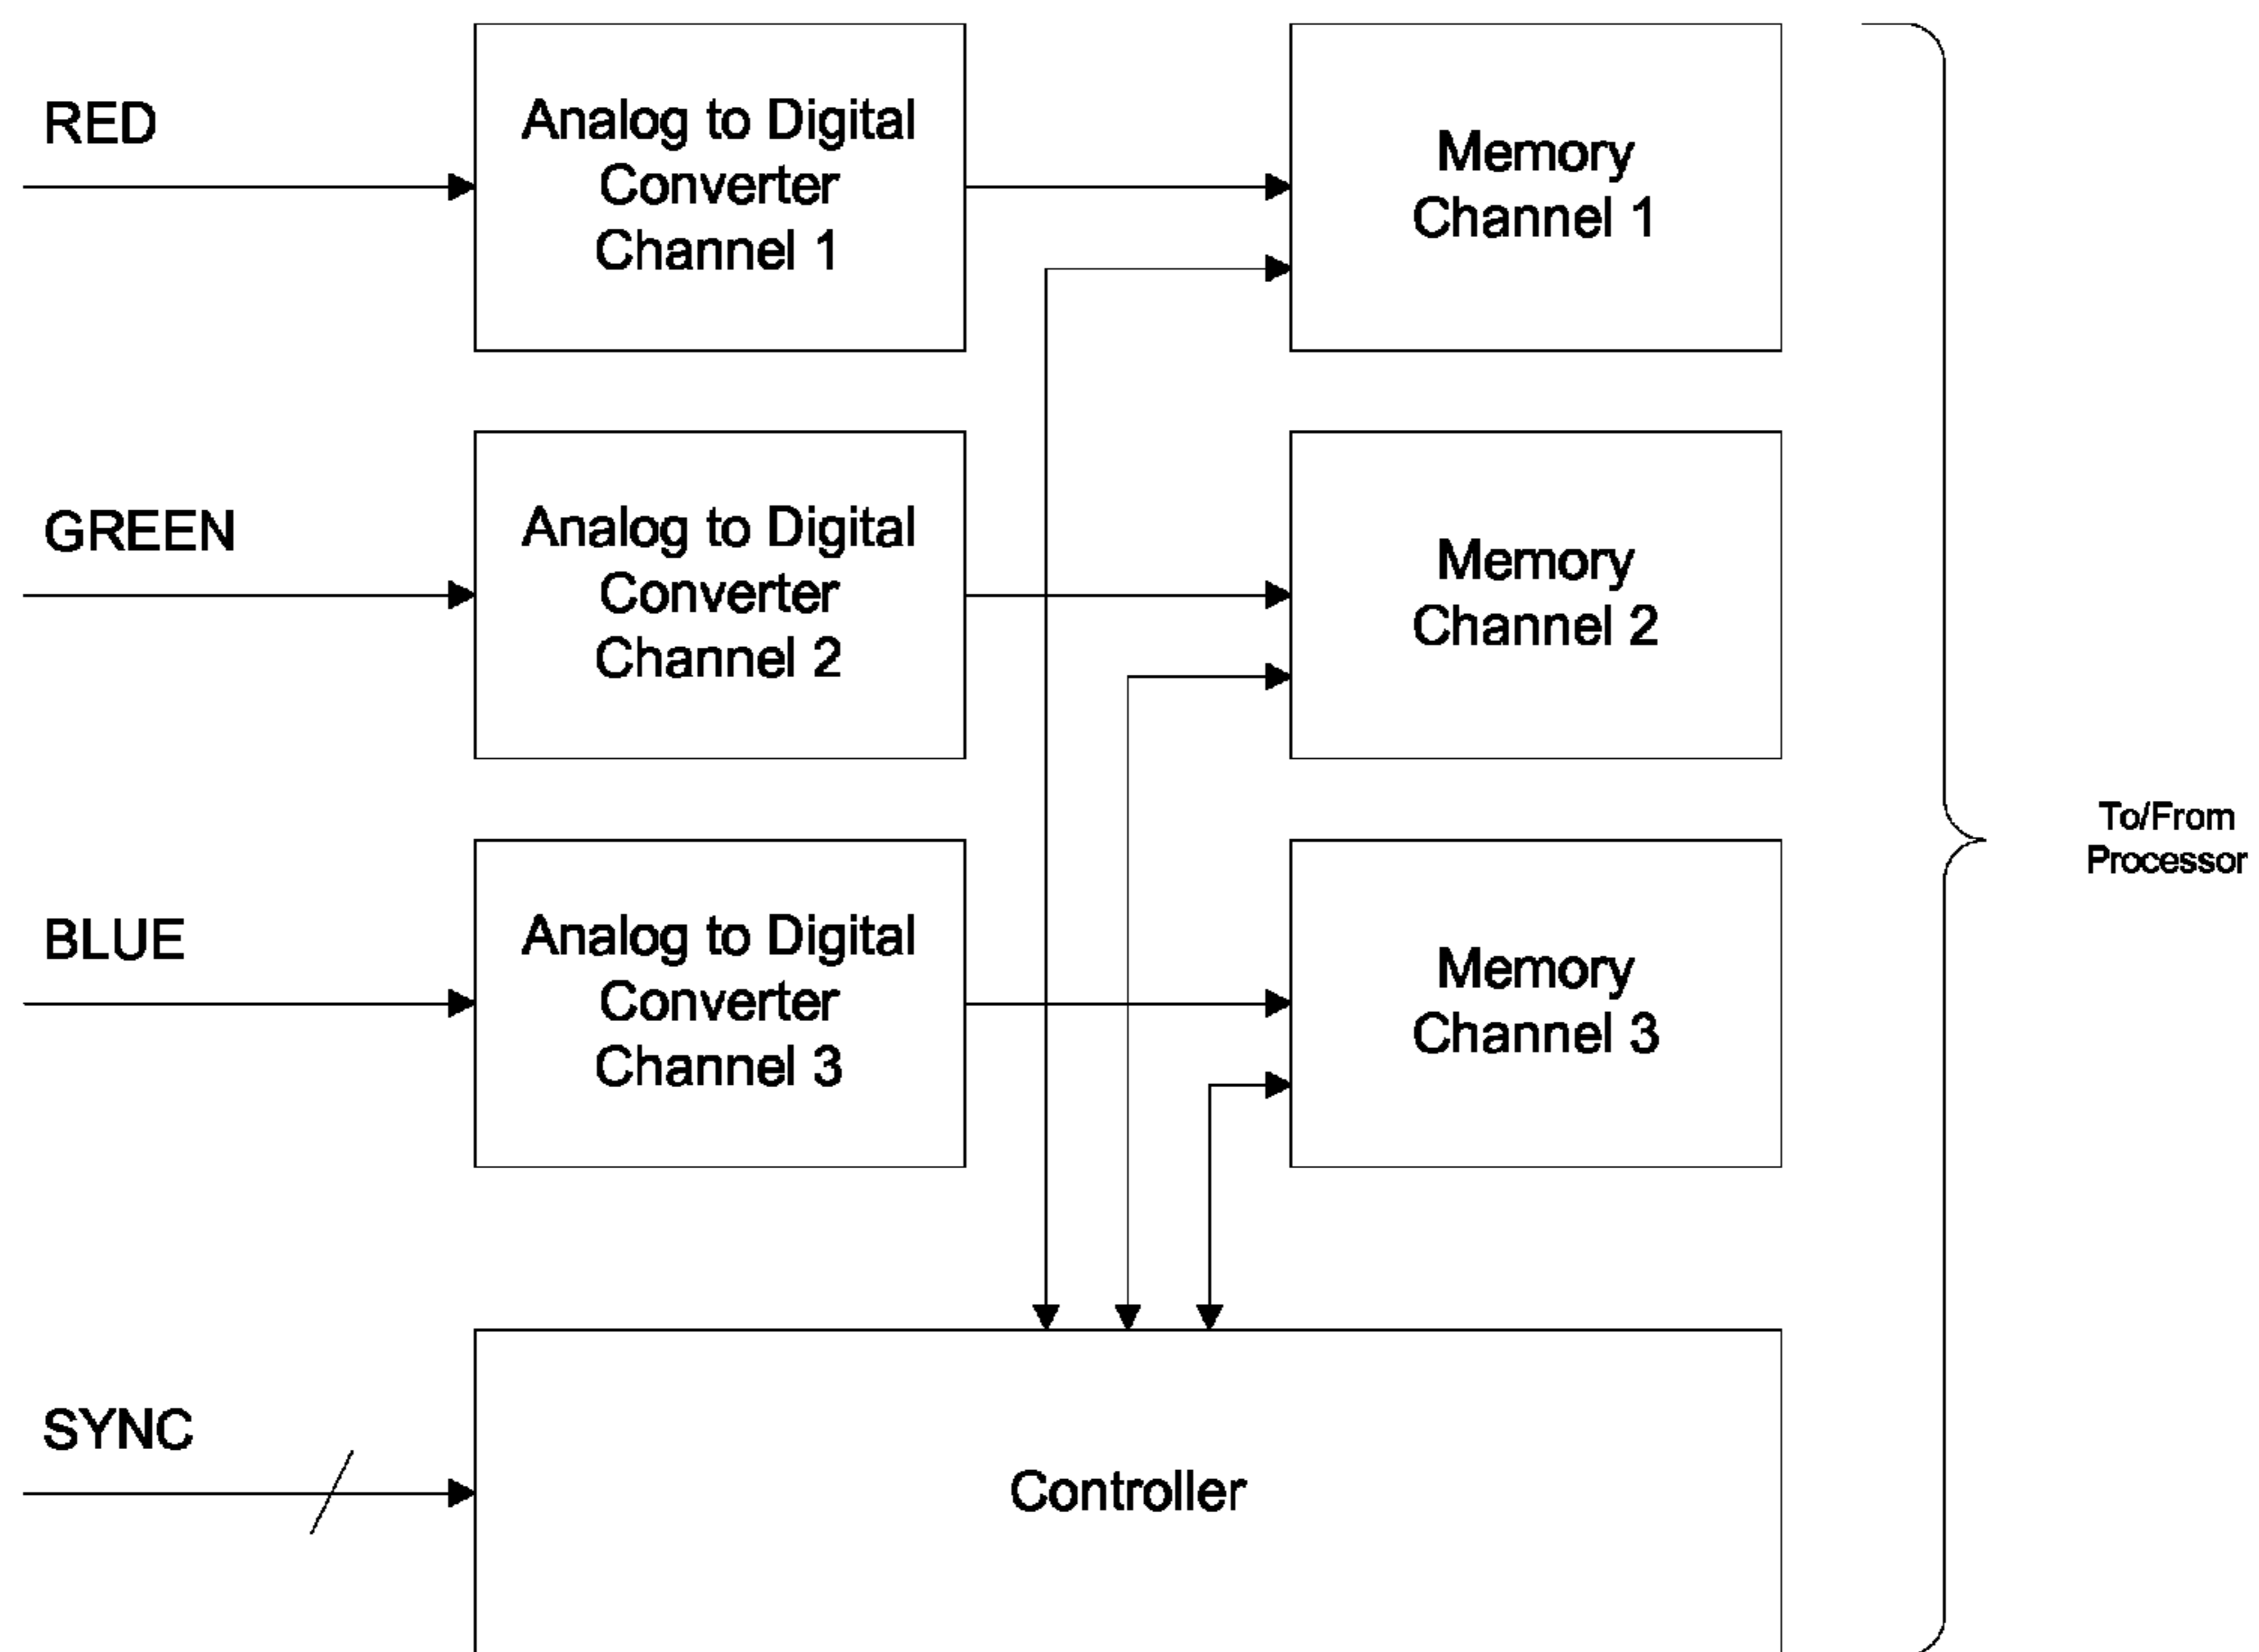 RED
Analog to Digital
Converter
Channel 1
Memory
Channel 1
GREEN
Analog to Digital
Converter
Channel 2
Memory
Channel 2
BLUE
Analog to Digital
Converter
Channel 3
Memory
Channel 3
To/From
Processor
SYNC
Controller